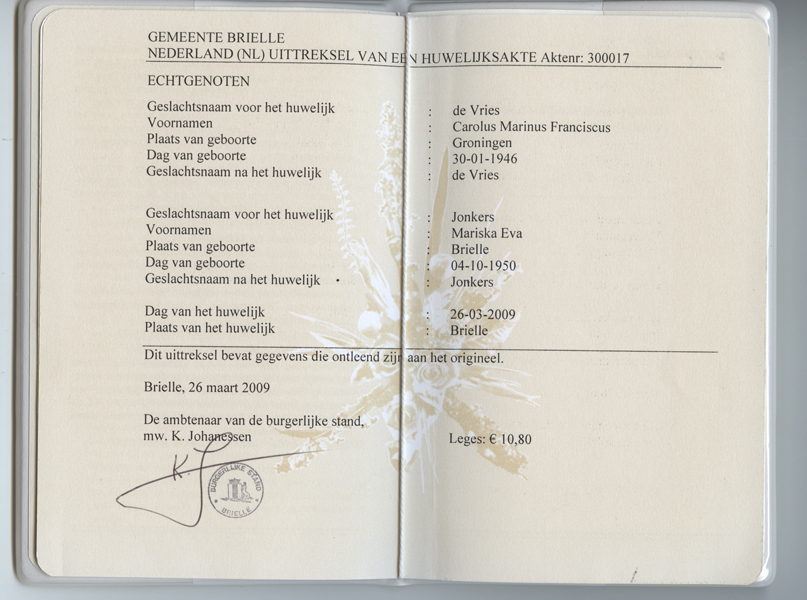 GEMEENTE BRIELLE
NEDERLAND (NL) UITTREKSEL VAN EEN HUWELIJKSAKTE Aktenr: 300017
ECHTGENOTEN
Geslachtsnaam voor het huwelijk : de Vries
Voornamen : Carolus Marinus Franciscus
Plaats van geboorte : Groningen
Dag van geboorte : 30-01-1946
Geslachtsnaam na het huwelijk : de Vries
Geslachtsnaam voor het huwelijk : Jonkers
Voornamen : Mariska Eva
Plaats van geboorte : Brielle
Dag van geboorte : 04-10-1950
Geslachtsnaam na het huwelijk : Jonkers
Dag van het huwelijk : 26-03-2009
Plaats van het huwelijk : Brielle
Dit uittreksel bevat gegevens die ontleend zijn aan het origineel.
Brielle, 26 maart 2009
De ambtenaar van de burgerlijke stand,
mw. K. Johanessen Leges: € 10,80
K. J
BURGERLIJKE STAND
BRIELLE